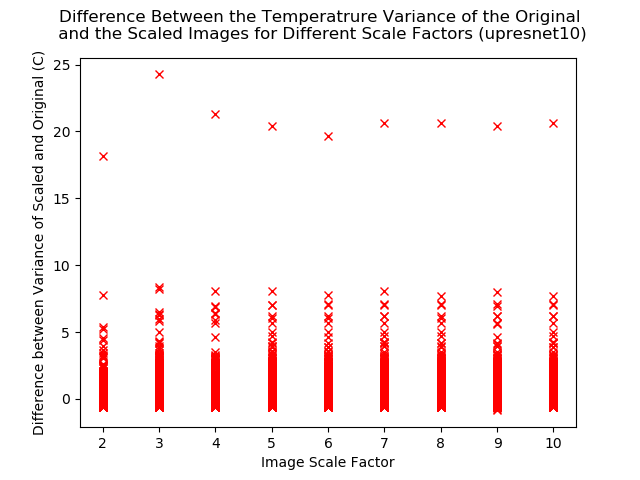 Difference Between the Temperatrure Variance of the Original
and the Scaled Images for Different Scale Factors (upresnet10)
Difference between Variance of Scaled and Original (C)
25
20
15
10
5
0
2 3 4 5 6 7 8 9 10
Image Scale Factor